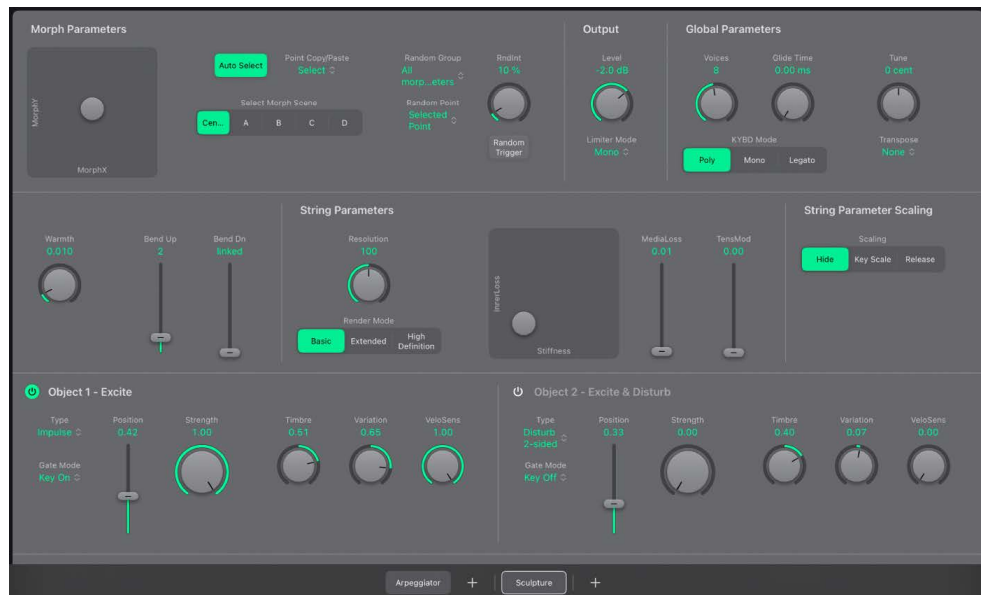 Morph Parameters
Output
Global Parameters
Auto Select
Point Copy/Paste
Select
Random Group
All
morp...eters
RndInt
10 %
Level
-2.0 dB
Voices
8
Glide Time
0.00 ms
Tune
0 cent
MorphY
MorphX
Select Morph Scene
Cen...
A
B
C
D
Random Point
Selected
Point
Random
Trigger
Limiter Mode
Mono
KYBD Mode
Poly
Mono
Legato
Transpose
None
String Parameters
String Parameter Scaling
Warmth
0.010
Bend Up
2
Bend Dn
linked
Resolution
100
Render Mode
Basic
Extended
High
Definition
InnerLoss
Stiffness
MediaLoss
0.01
TensMod
0.00
Scaling
Hide
Key Scale
Release
Object 1 - Excite
Type
Impulse
Position
0.42
Strength
1.00
Timbre
0.51
Variation
0.65
VeloSens
1.00
Gate Mode
Key On
Object 2 - Excite & Disturb
Type
Disturb
2-sided
Position
0.33
Strength
0.00
Timbre
0.40
Variation
0.07
VeloSens
0.00
Gate Mode
Key Off
Arpeggiator
+
Sculpture
+